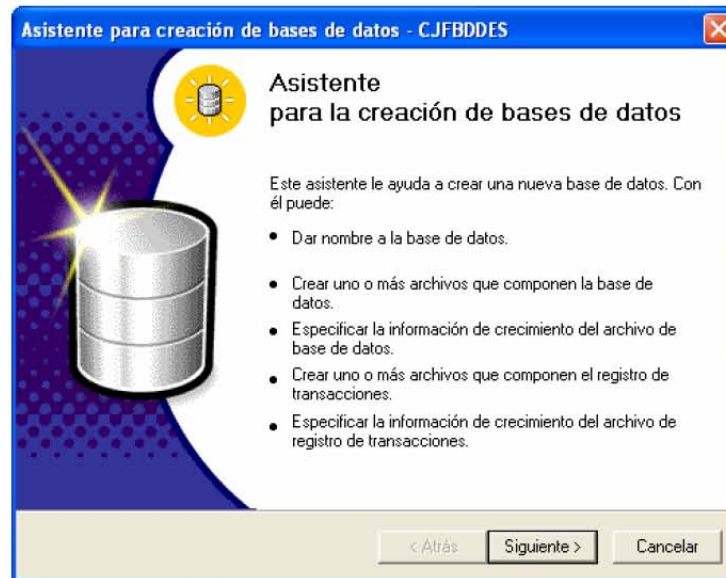 Asistente para creación de bases de datos - CJFBDDES
Asistente
para la creación de bases de datos
Este asistente le ayuda a crear una nueva base de datos. Con
él puede:
• Dar nombre a la base de datos.
• Crear uno o más archivos que componen la base de
datos.
• Especificar la información de crecimiento del archivo de
base de datos.
• Crear uno o más archivos que componen el registro de
transacciones.
• Especificar la información de crecimiento del archivo de
registro de transacciones.
< Atrás Siguiente > Cancelar